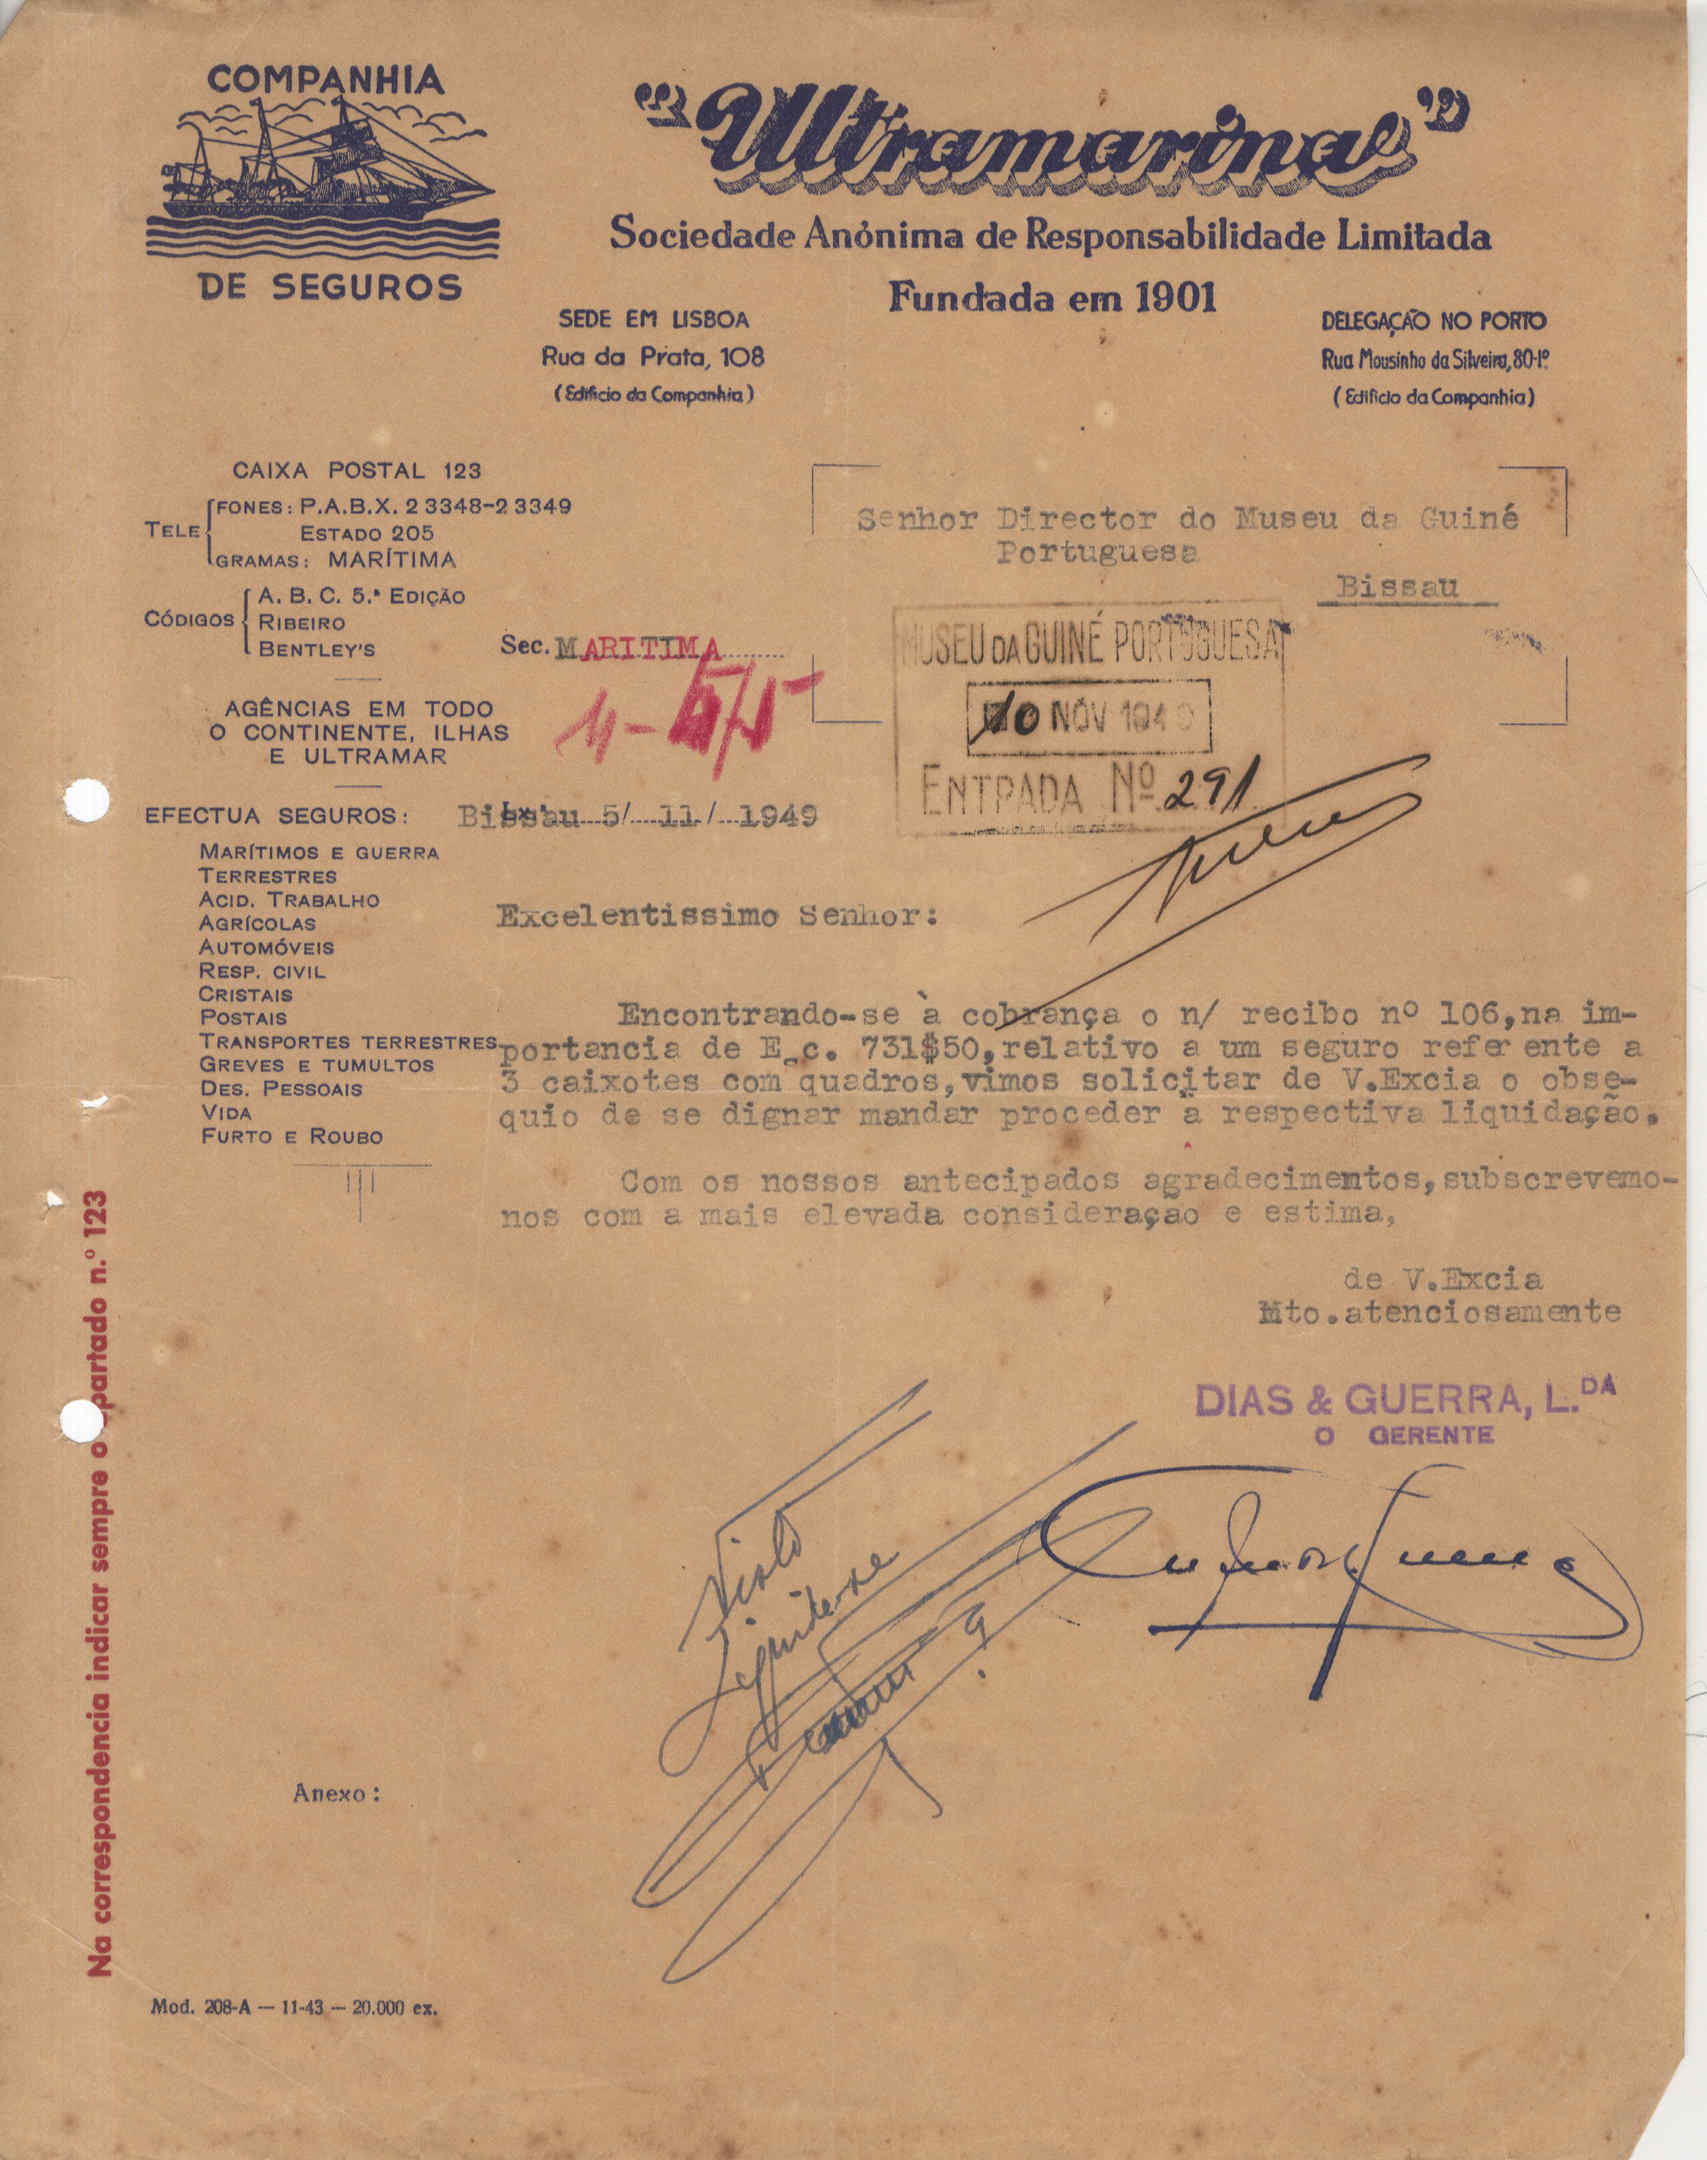 COMPANHIA
DE SEGUROS
"Ultramarina"
Sociedade Anónima de Responsabilidade Limitada
Fundada em 1901
SEDE EM LISBOA
Rua da Prata, 108
(Edifício da Companhia)
DELEGAÇÃO NO PORTO
Rua Mousinho da Silveira, 80-1º
(Edifício da Companhia)
CAIXA POSTAL 123
TELE
FONES: P.A.B.X. 2 3348-2 3349
ESTADO 205
GRAMAS: MARÍTIMA
CÓDIGOS
A. B. C. 5.ª EDIÇÃO
RIBEIRO
BENTLEY'S
Sec. MARITIMA
AGÊNCIAS EM TODO
O CONTINENTE, ILHAS
E ULTRAMAR
Senhor Director do Museu da Guiné
Portuguesa
Bissau
MUSEU DA GUINÉ PORTUGUESA
10 NOV 1949
ENTRADA Nº 291
EFECTUA SEGUROS:
MARÍTIMOS E GUERRA
TERRESTRES
ACID. TRABALHO
AGRÍCOLAS
AUTOMÓVEIS
RESP. CIVIL
CRISTAIS
POSTAIS
TRANSPORTES TERRESTRES
GREVES E TUMULTOS
DES. PESSOAIS
VIDA
FURTO E ROUBO
Bissau 5/ 11/ 1949
Excelentissimo Senhor:
Encontrando-se à cobrança o n/ recibo nº 106,na im-
portancia de E c. 731$50,relativo a um seguro referente a
3 caixotes com quadros,vimos solicitar de V.Excia o obse-
quio de se dignar mandar proceder à respectiva liquidação.
Com os nossos antecipados agradecimentos,subscrevemo-
nos com a mais elevada consideraçao e estima,
de V.Excia
Mto.atenciosamente
DIAS & GUERRA, L.DA
O GERENTE
Visto
Anexo:
Na correspondencia indicar sempre o apartado n.º 123
Mod. 208-A — 11-43 — 20.000 ex.